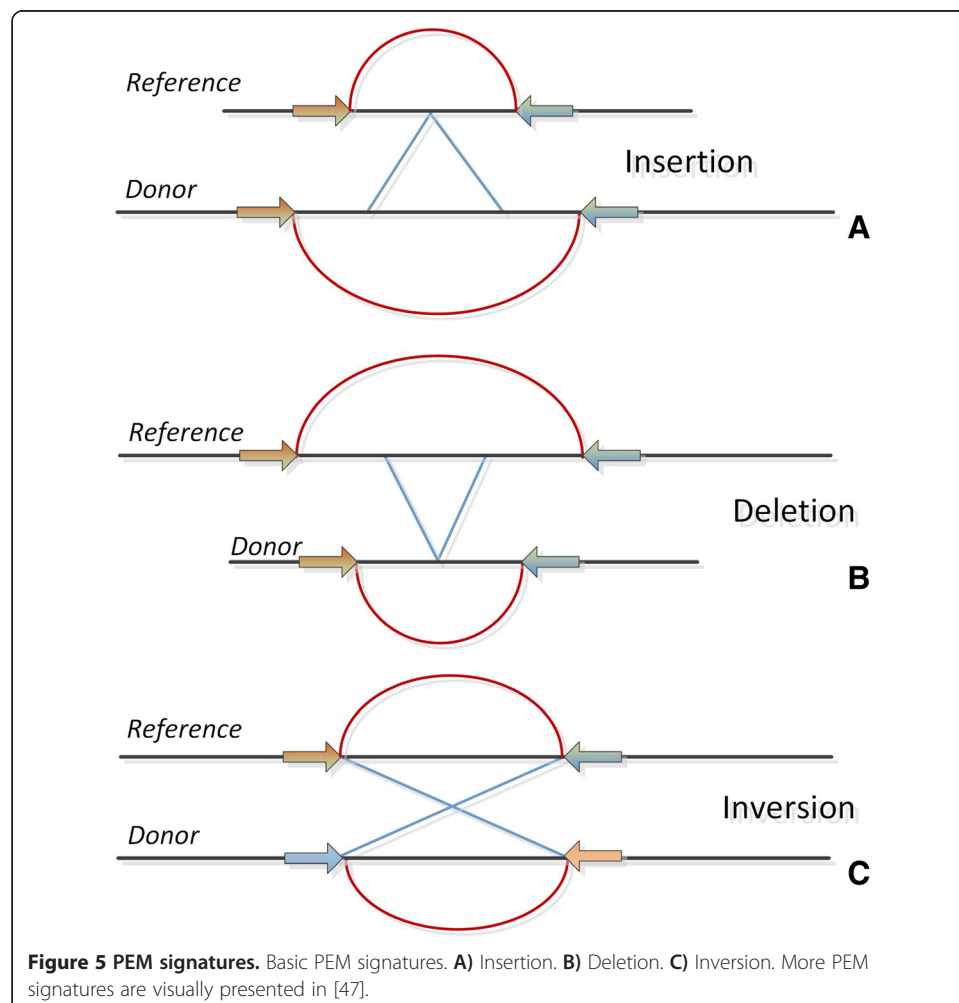 Reference
Insertion
Donor
A
Reference
Deletion
Donor
B
Reference
Inversion
Donor
C
Figure 5 PEM signatures. Basic PEM signatures. A) Insertion. B) Deletion. C) Inversion. More PEM
signatures are visually presented in [47].